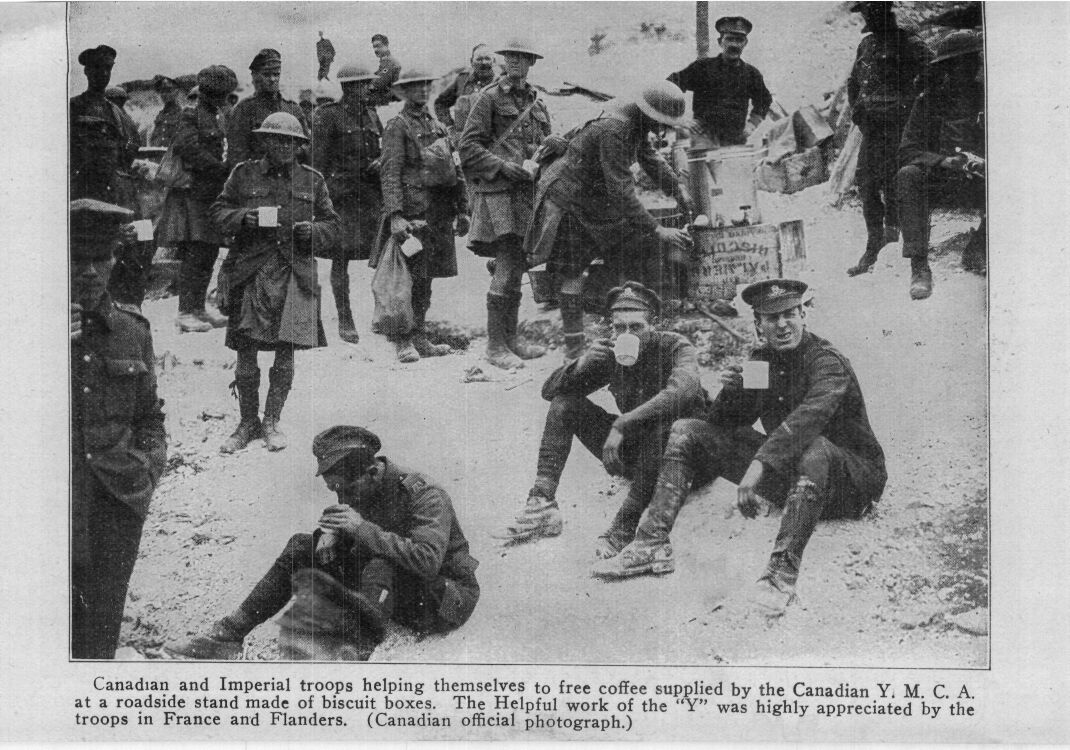 BISCUI
PALMERS
Canadian and Imperial troops helping themselves to free coffee supplied by the Canadian Y. M. C. A.
at a roadside stand made of biscuit boxes. The Helpful work of the "Y" was highly appreciated by the
troops in France and Flanders. (Canadian official photograph.)